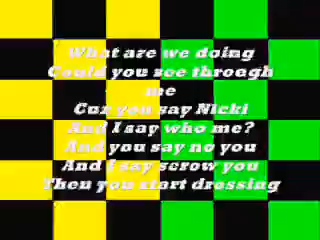 What are we doing
Could you see through
me
Cuz you say Nicki
And I say who me?
And you say no you
And I say screw you
Then you start dressing